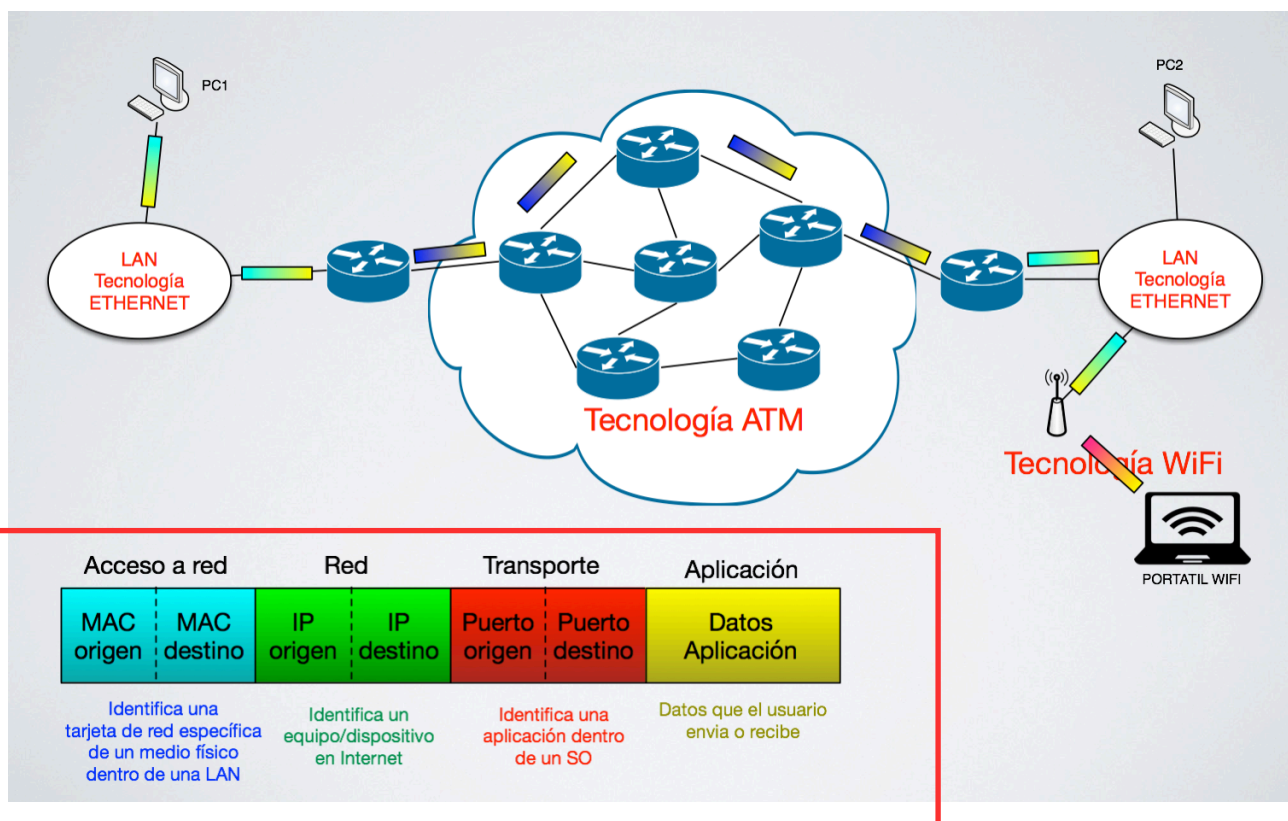 PC1
PC2
LAN
Tecnología
ETHERNET
LAN
Tecnología
ETHERNET
Tecnología ATM
Tecnología WiFi
PORTATIL WIFI
Acceso a red
Red
Transporte
Aplicación
MAC origen
MAC destino
IP origen
IP destino
Puerto origen
Puerto destino
Datos
Aplicación
Identifica una
tarjeta de red específica
de un medio físico
dentro de una LAN
Identifica un
equipo/dispositivo
en Internet
Identifica una
aplicación dentro
de un SO
Datos que el usuario
envia o recibe